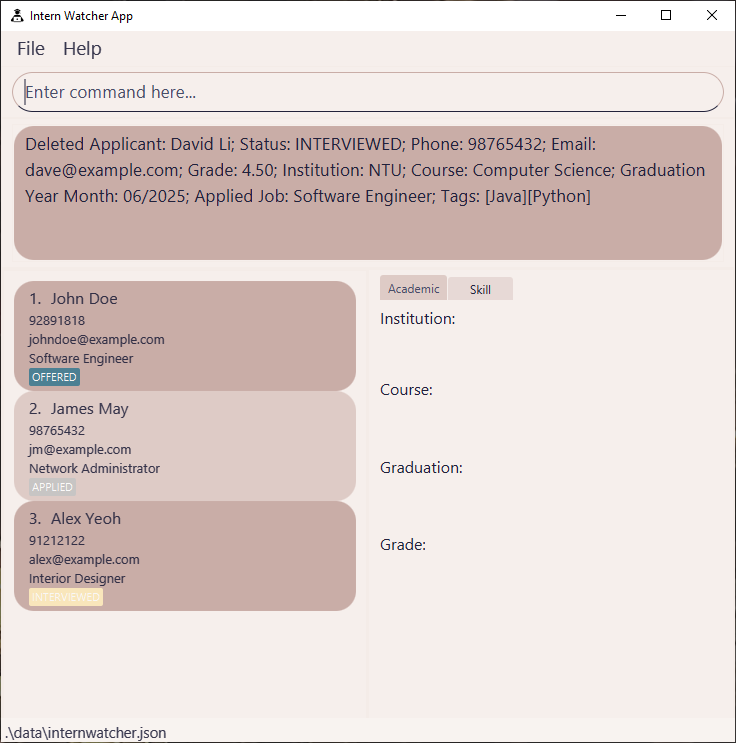 Intern Watcher App
File Help
Enter command here...
Deleted Applicant: David Li; Status: INTERVIEWED; Phone: 98765432; Email:
dave@example.com; Grade: 4.50; Institution: NTU; Course: Computer Science; Graduation
Year Month: 06/2025; Applied Job: Software Engineer; Tags: [Java][Python]
1. John Doe
92891818
johndoe@example.com
Software Engineer
OFFERED
2. James May
98765432
jm@example.com
Network Administrator
APPLIED
3. Alex Yeoh
91212122
alex@example.com
Interior Designer
INTERVIEWED
Academic Skill
Institution:
Course:
Graduation:
Grade:
.\data\internwatcher.json